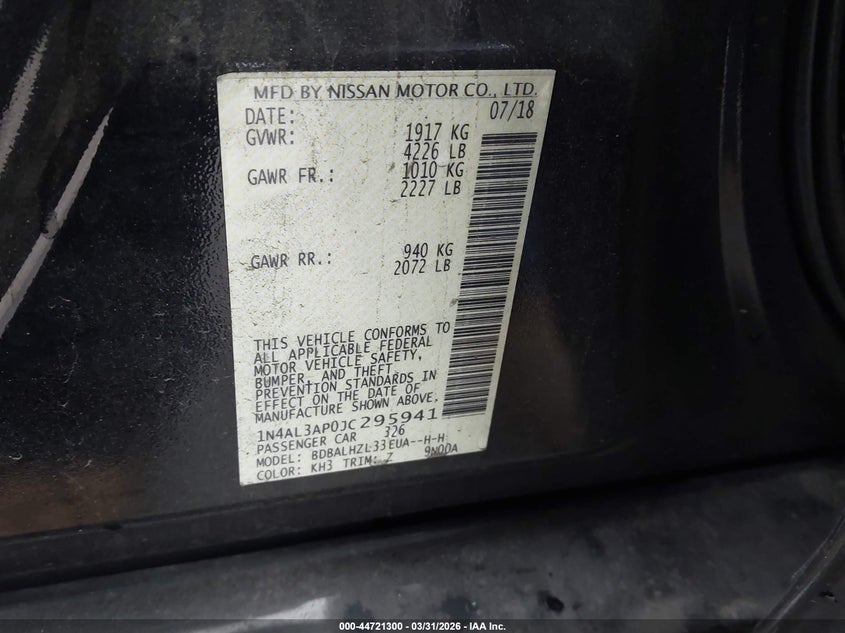 MFD BY NISSAN MOTOR CO., LTD.
DATE: 07/18
GVWR: 1917 KG
4226 LB
GAWR FR.: 1010 KG
2227 LB
GAWR RR.: 940 KG
2072 LB
THIS VEHICLE CONFORMS TO
ALL APPLICABLE FEDERAL
MOTOR VEHICLE SAFETY,
BUMPER, AND THEFT
PREVENTION STANDARDS IN
EFFECT ON THE DATE OF
MANUFACTURE SHOWN ABOVE.
1N4AL3AP0JC295941
PASSENGER CAR 326
MODEL: BDBALHZL33EUA--H-H
COLOR: KH3 TRIM: Z 9N00A
000-44721300 - 03/31/2026 - IAA Inc.